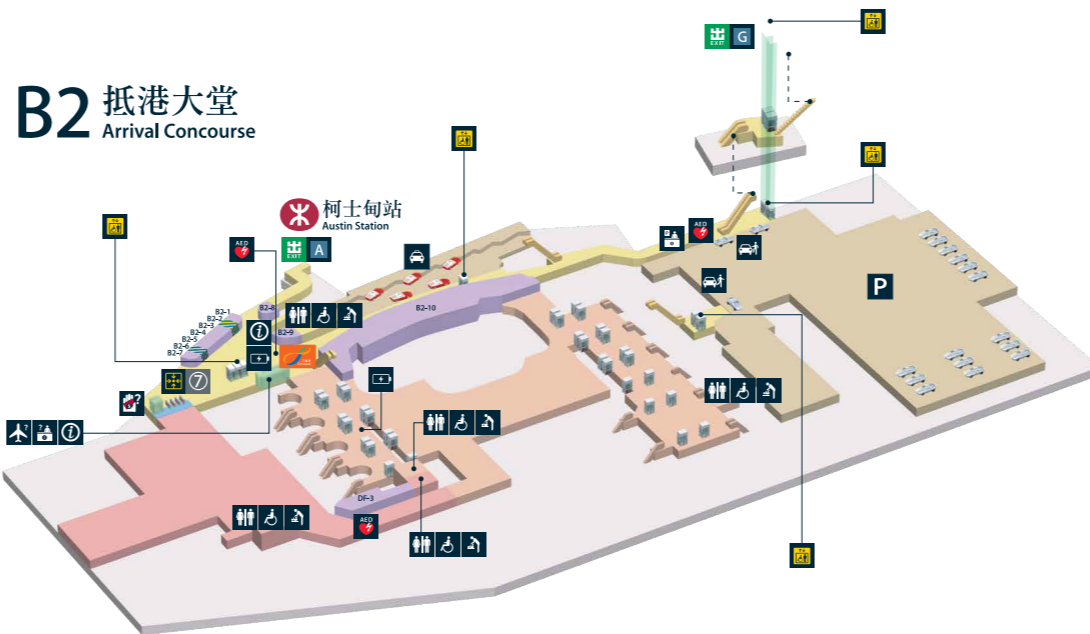 B2 抵港大堂
Arrival Concourse
EXIT G
柯士甸站
Austin Station
AED
EXIT A
AED
B2-1
B2-2
B2-3
B2-4
B2-5
B2-6
B2-7
B2-8
B2-9
B2-10
P
⑦
?
?
?
DF-3
AED